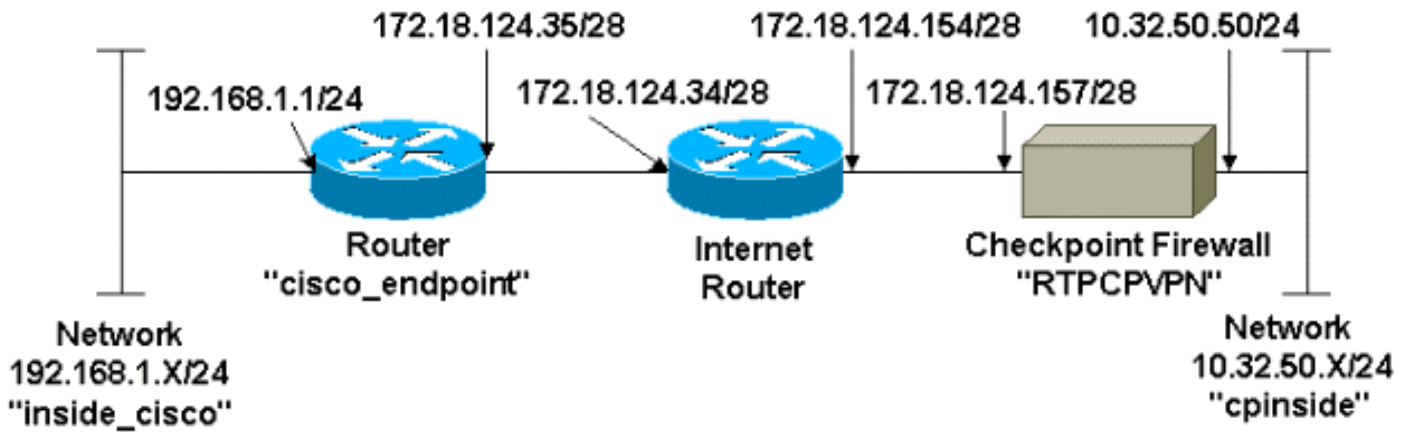 172.18.124.35/28
172.18.124.154/28
10.32.50.50/24
192.168.1.1/24
172.18.124.34/28
172.18.124.157/28
Router
"cisco_endpoint"
Internet
Router
Checkpoint Firewall
"RTPCPVPN"
Network
192.168.1.X/24
"inside_cisco"
Network
10.32.50.X/24
"cpinside"